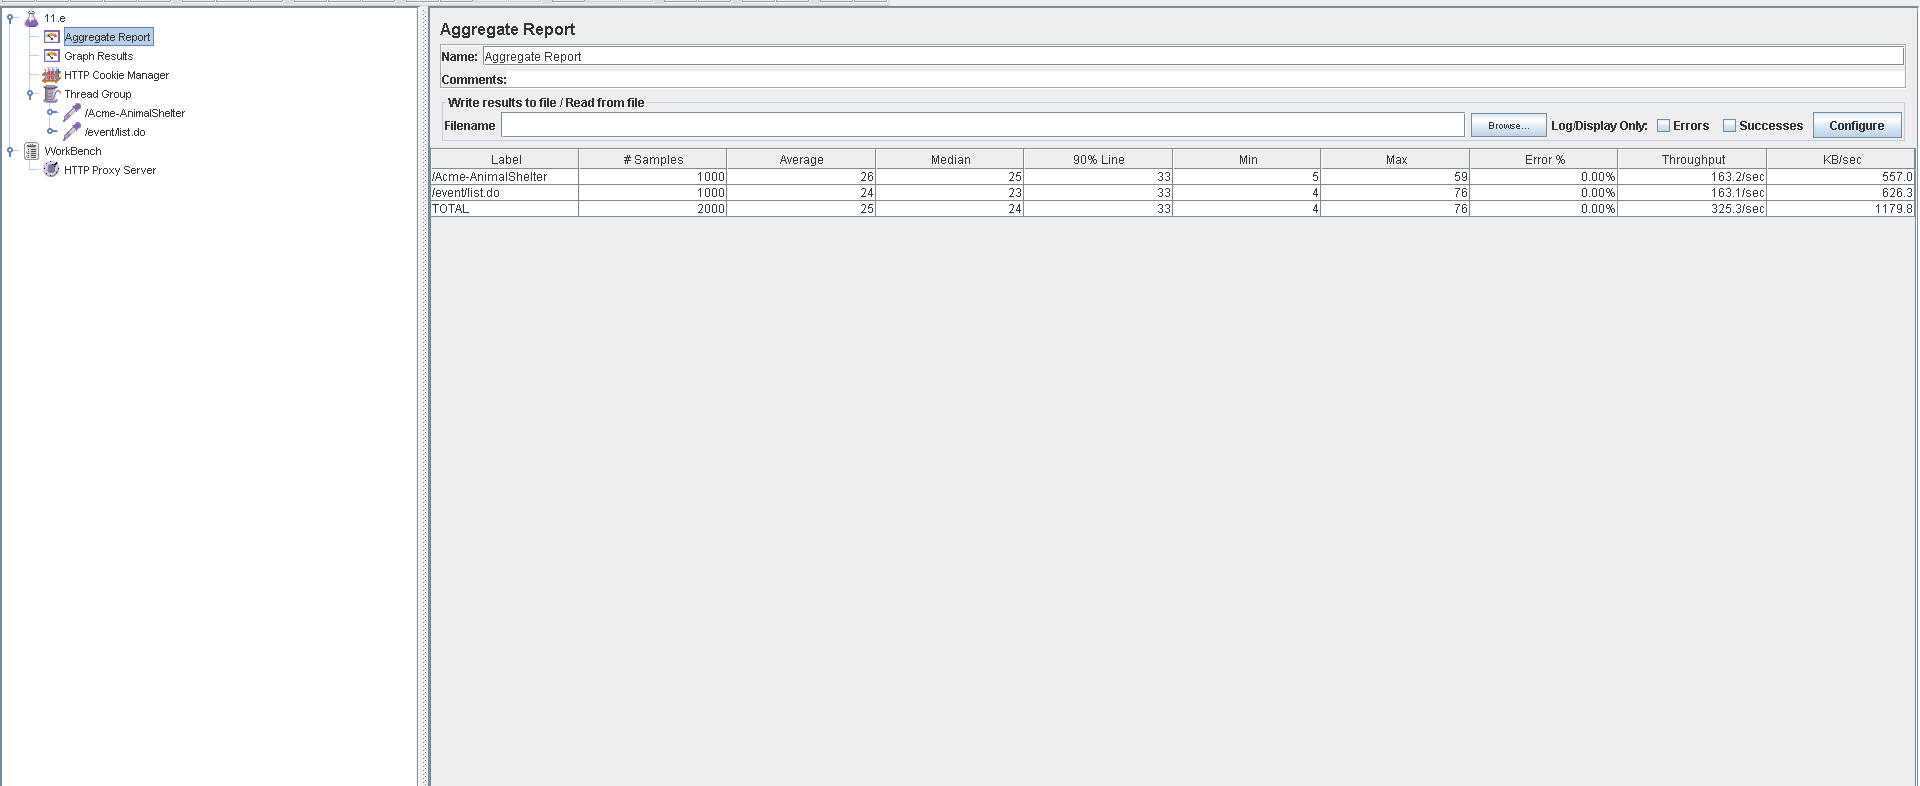 11.e
Aggregate Report
Graph Results
HTTP Cookie Manager
Thread Group
/Acme-AnimalShelter
/event/list.do
WorkBench
HTTP Proxy Server
Aggregate Report
Name: Aggregate Report
Comments:
Write results to file / Read from file
Filename Browse... Log/Display Only: Errors Successes Configure
Label # Samples Average Median 90% Line Min Max Error % Throughput KB/sec
/Acme-AnimalShelter 1000 26 25 33 5 59 0.00% 163.2/sec 557.0
/event/list.do 1000 24 23 33 4 76 0.00% 163.1/sec 626.3
TOTAL 2000 25 24 33 4 76 0.00% 325.3/sec 1179.8